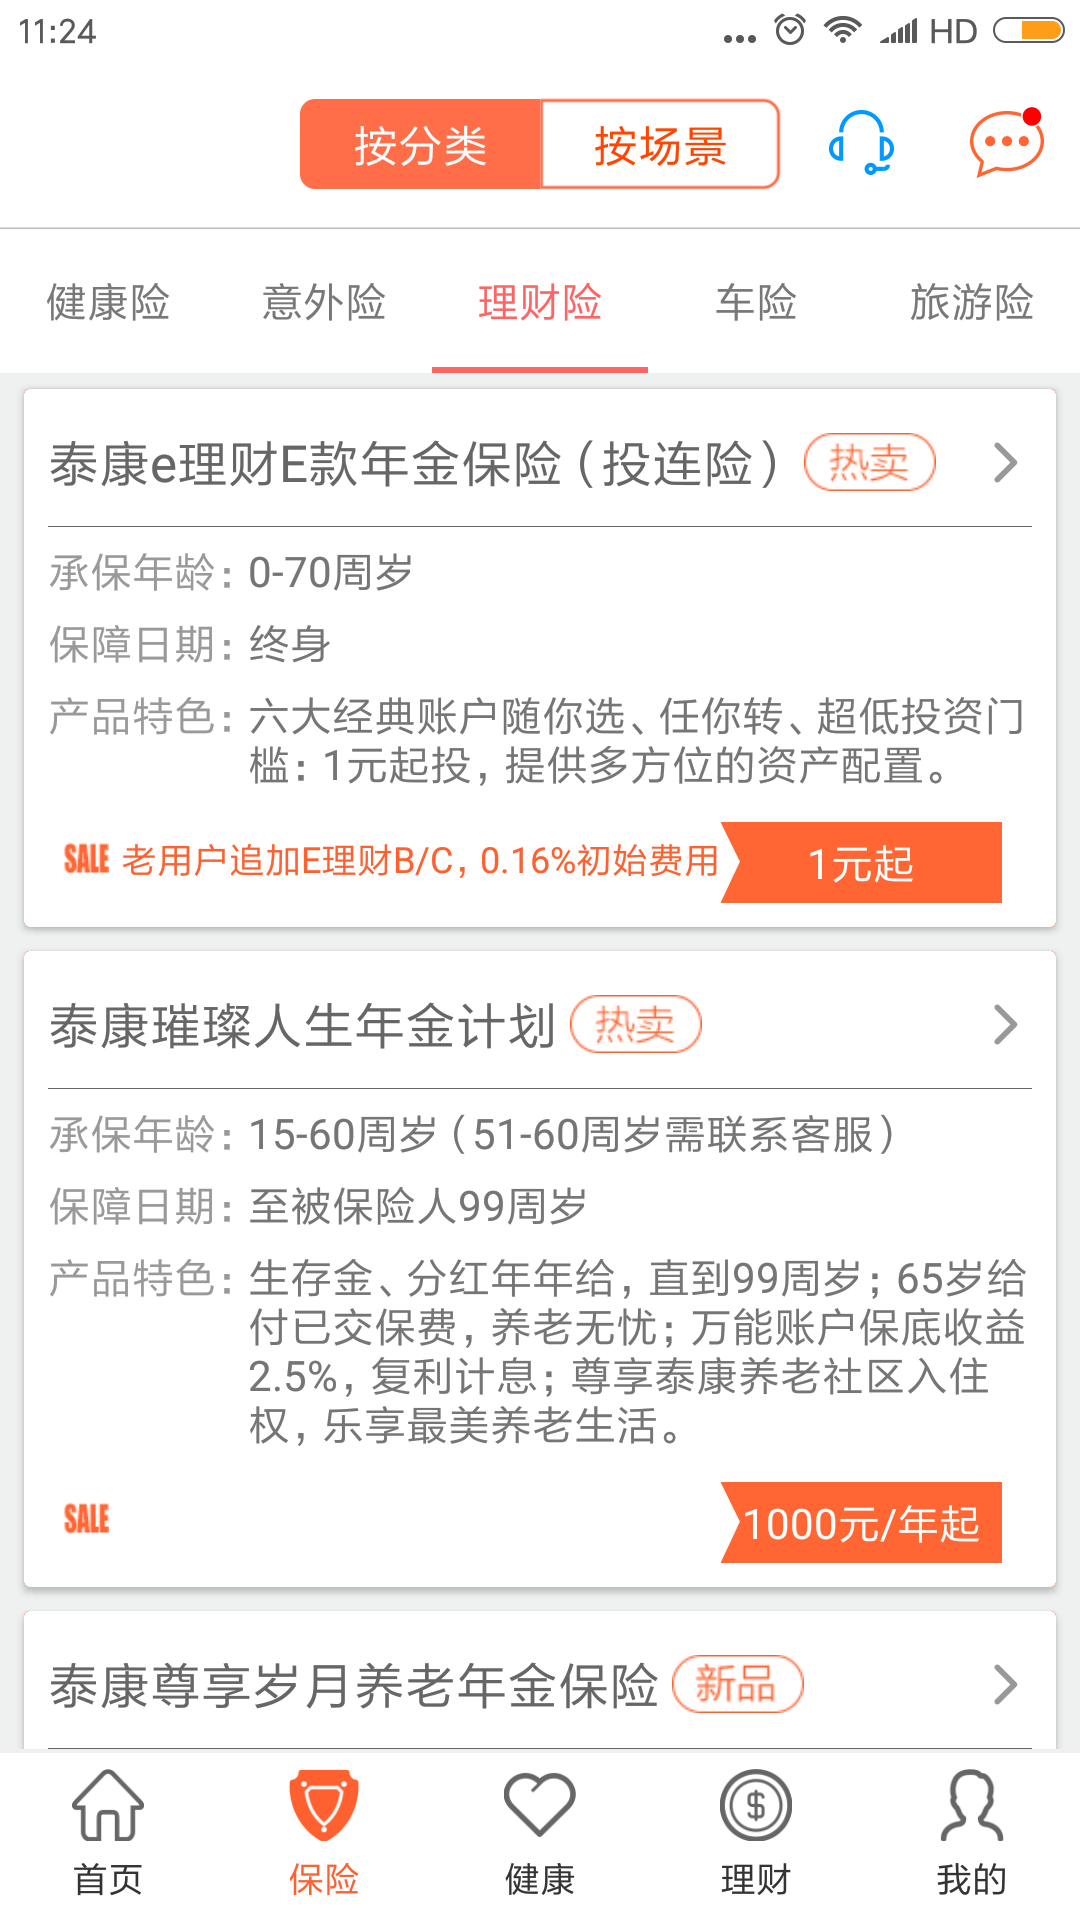 11:24
HD
按分类
按场景
健康险
意外险
理财险
车险
旅游险
泰康e理财E款年金保险（投连险）
热卖
承保年龄：0-70周岁
保障日期：终身
产品特色：六大经典账户随你选、任你转、超低投资门
槛：1元起投，提供多方位的资产配置。
SALE 老用户追加E理财B/C，0.16%初始费用
1元起
泰康璀璨人生年金计划
热卖
承保年龄：15-60周岁（51-60周岁需联系客服）
保障日期：至被保险人99周岁
产品特色：生存金、分红年年给，直到99周岁；65岁给
付已交保费，养老无忧；万能账户保底收益
2.5%，复利计息；尊享泰康养老社区入住
权，乐享最美养老生活。
SALE
1000元/年起
泰康尊享岁月养老年金保险
新品
首页
保险
健康
理财
我的